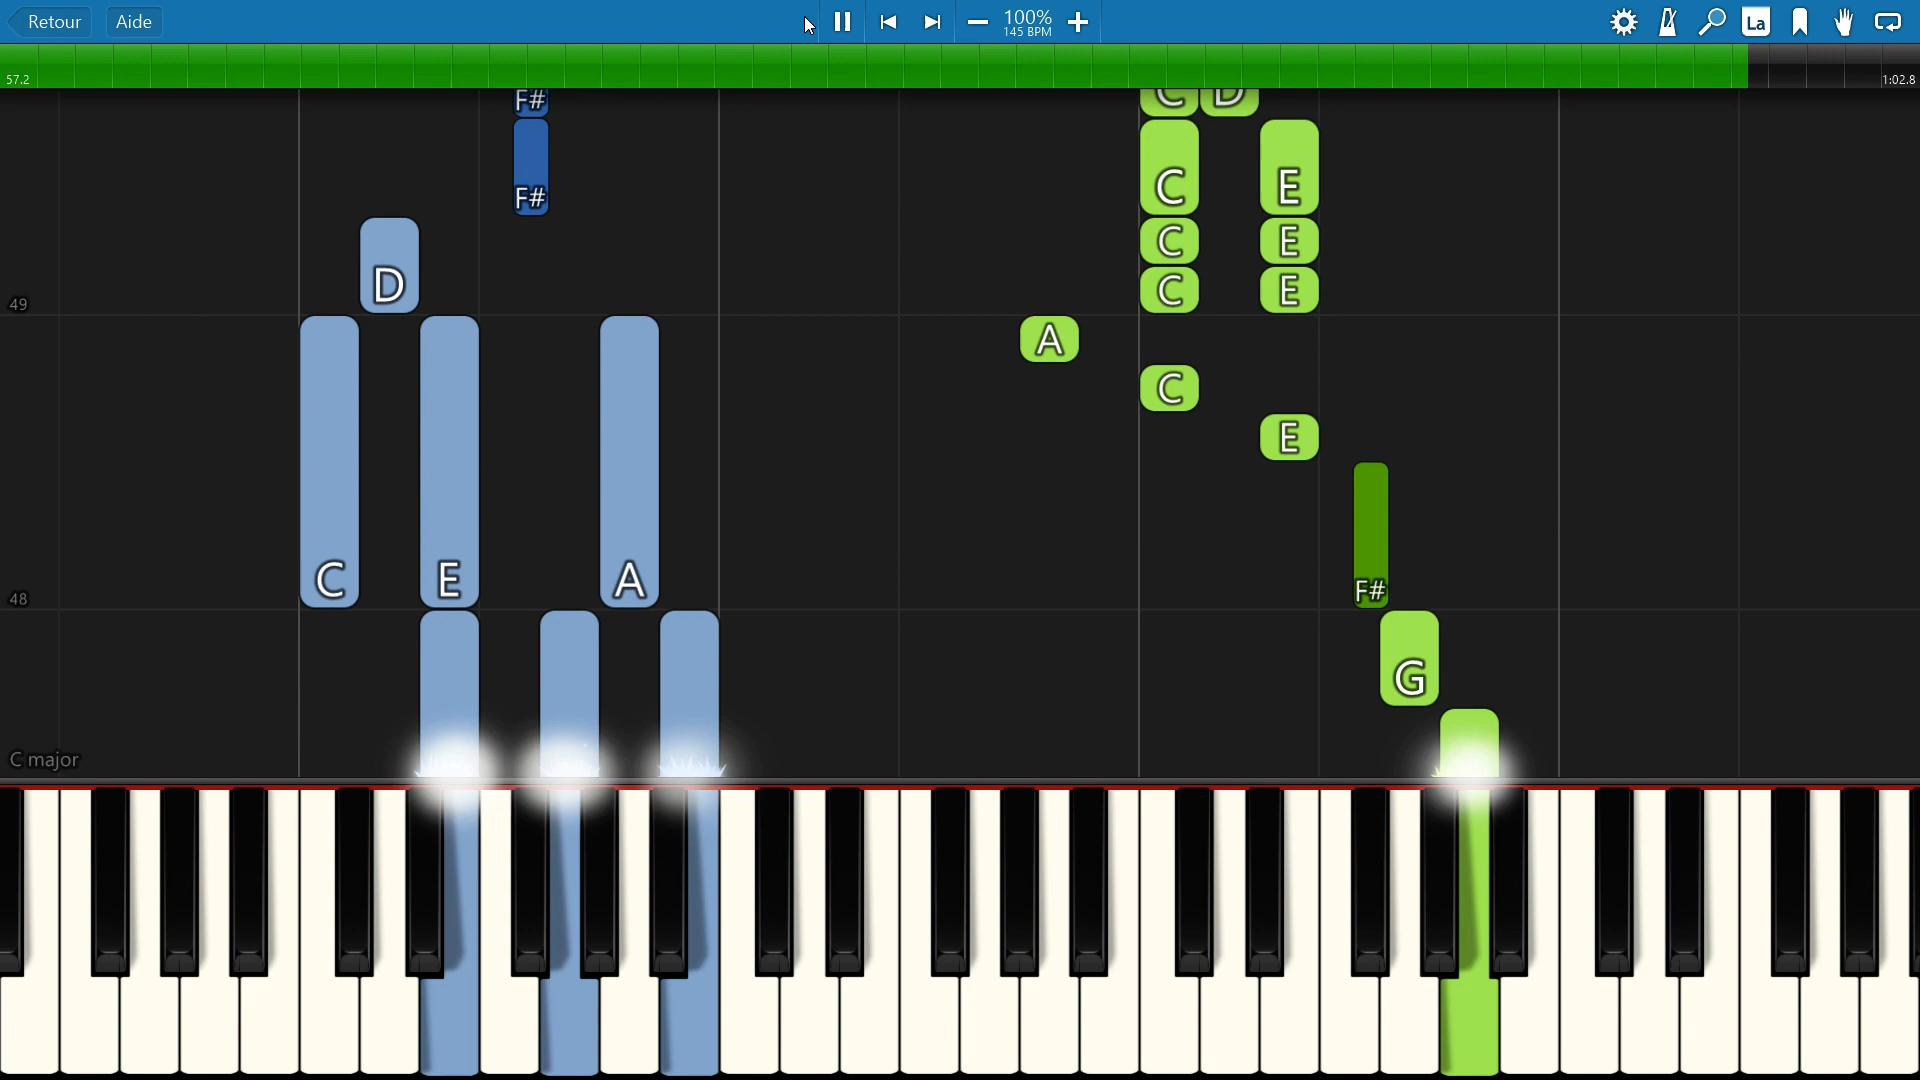 Retour Aide 100% La
145 BPM
57.2 1:02.8
F# C D
F# C E
D C E
49 C E
A
C
E
C E A F#
48
G
C major